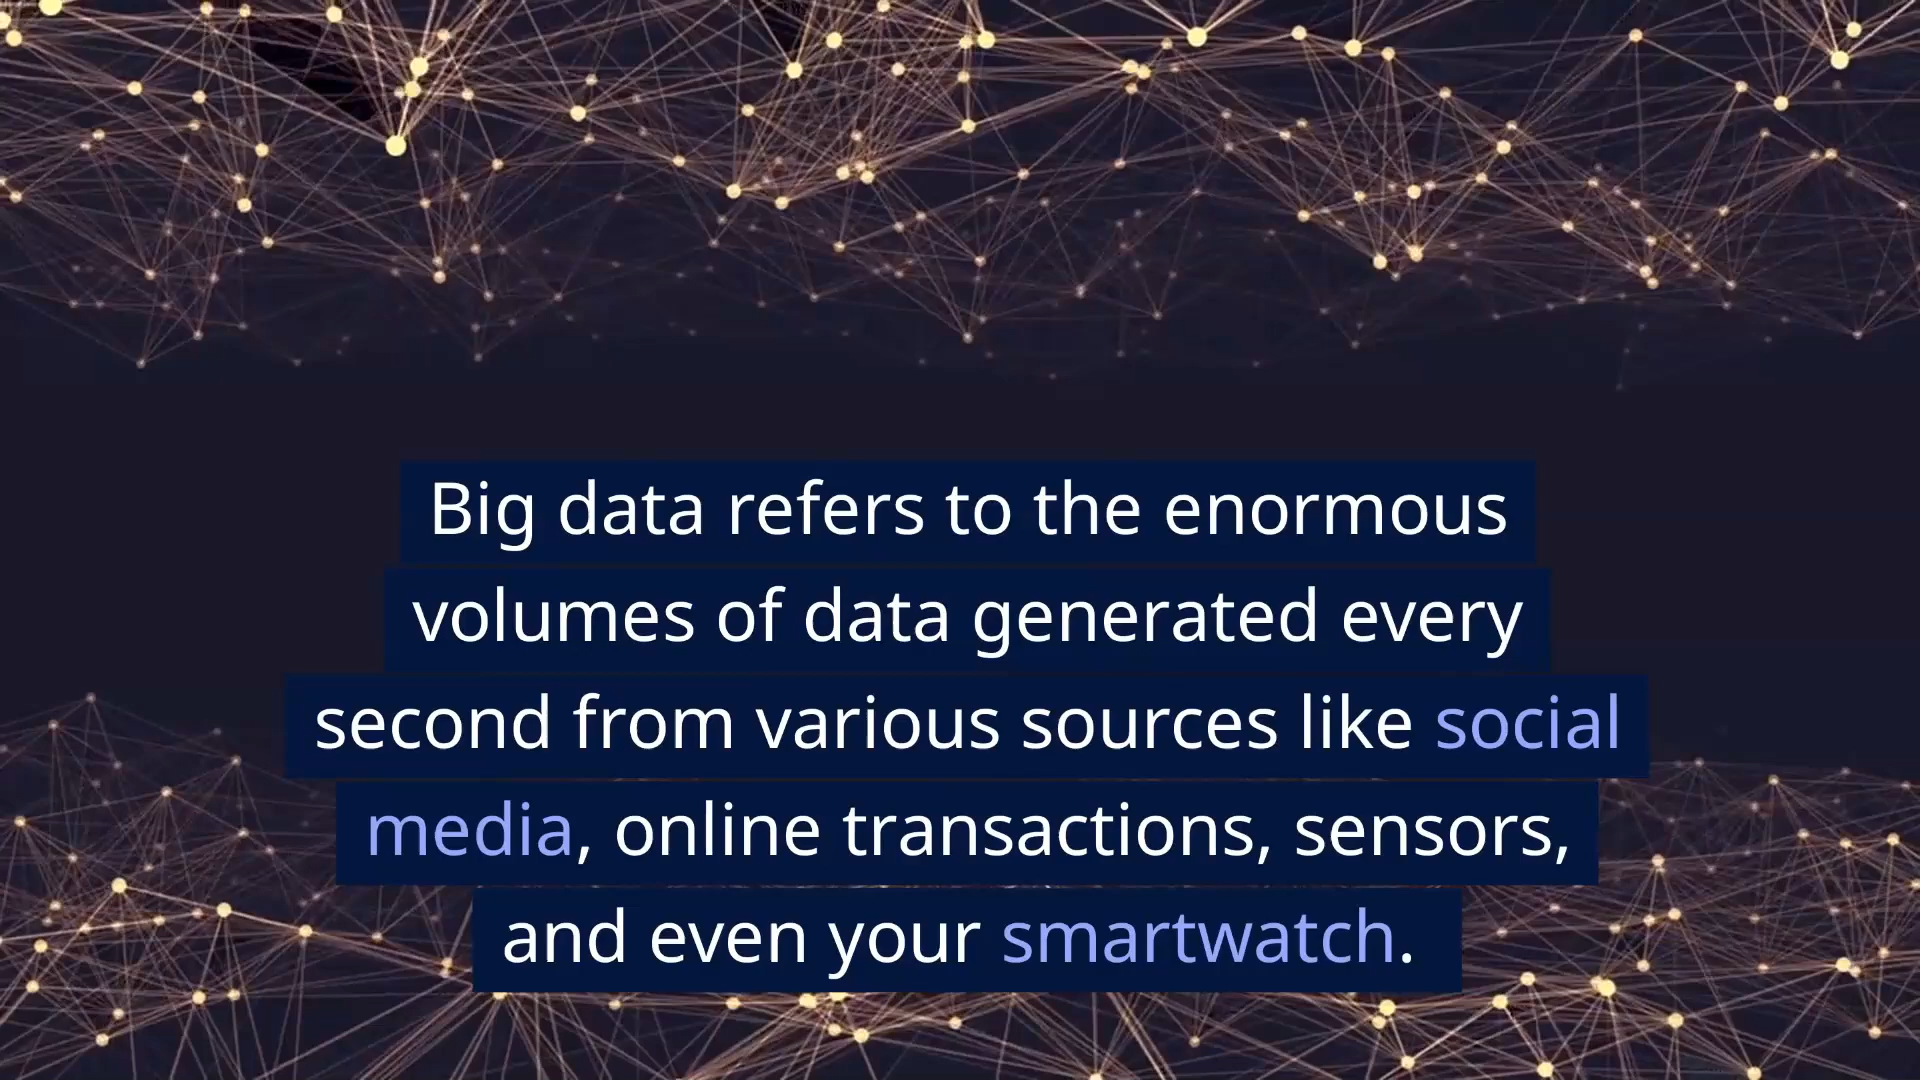 Big data refers to the enormous
volumes of data generated every
second from various sources like social
media, online transactions, sensors,
and even your smartwatch.